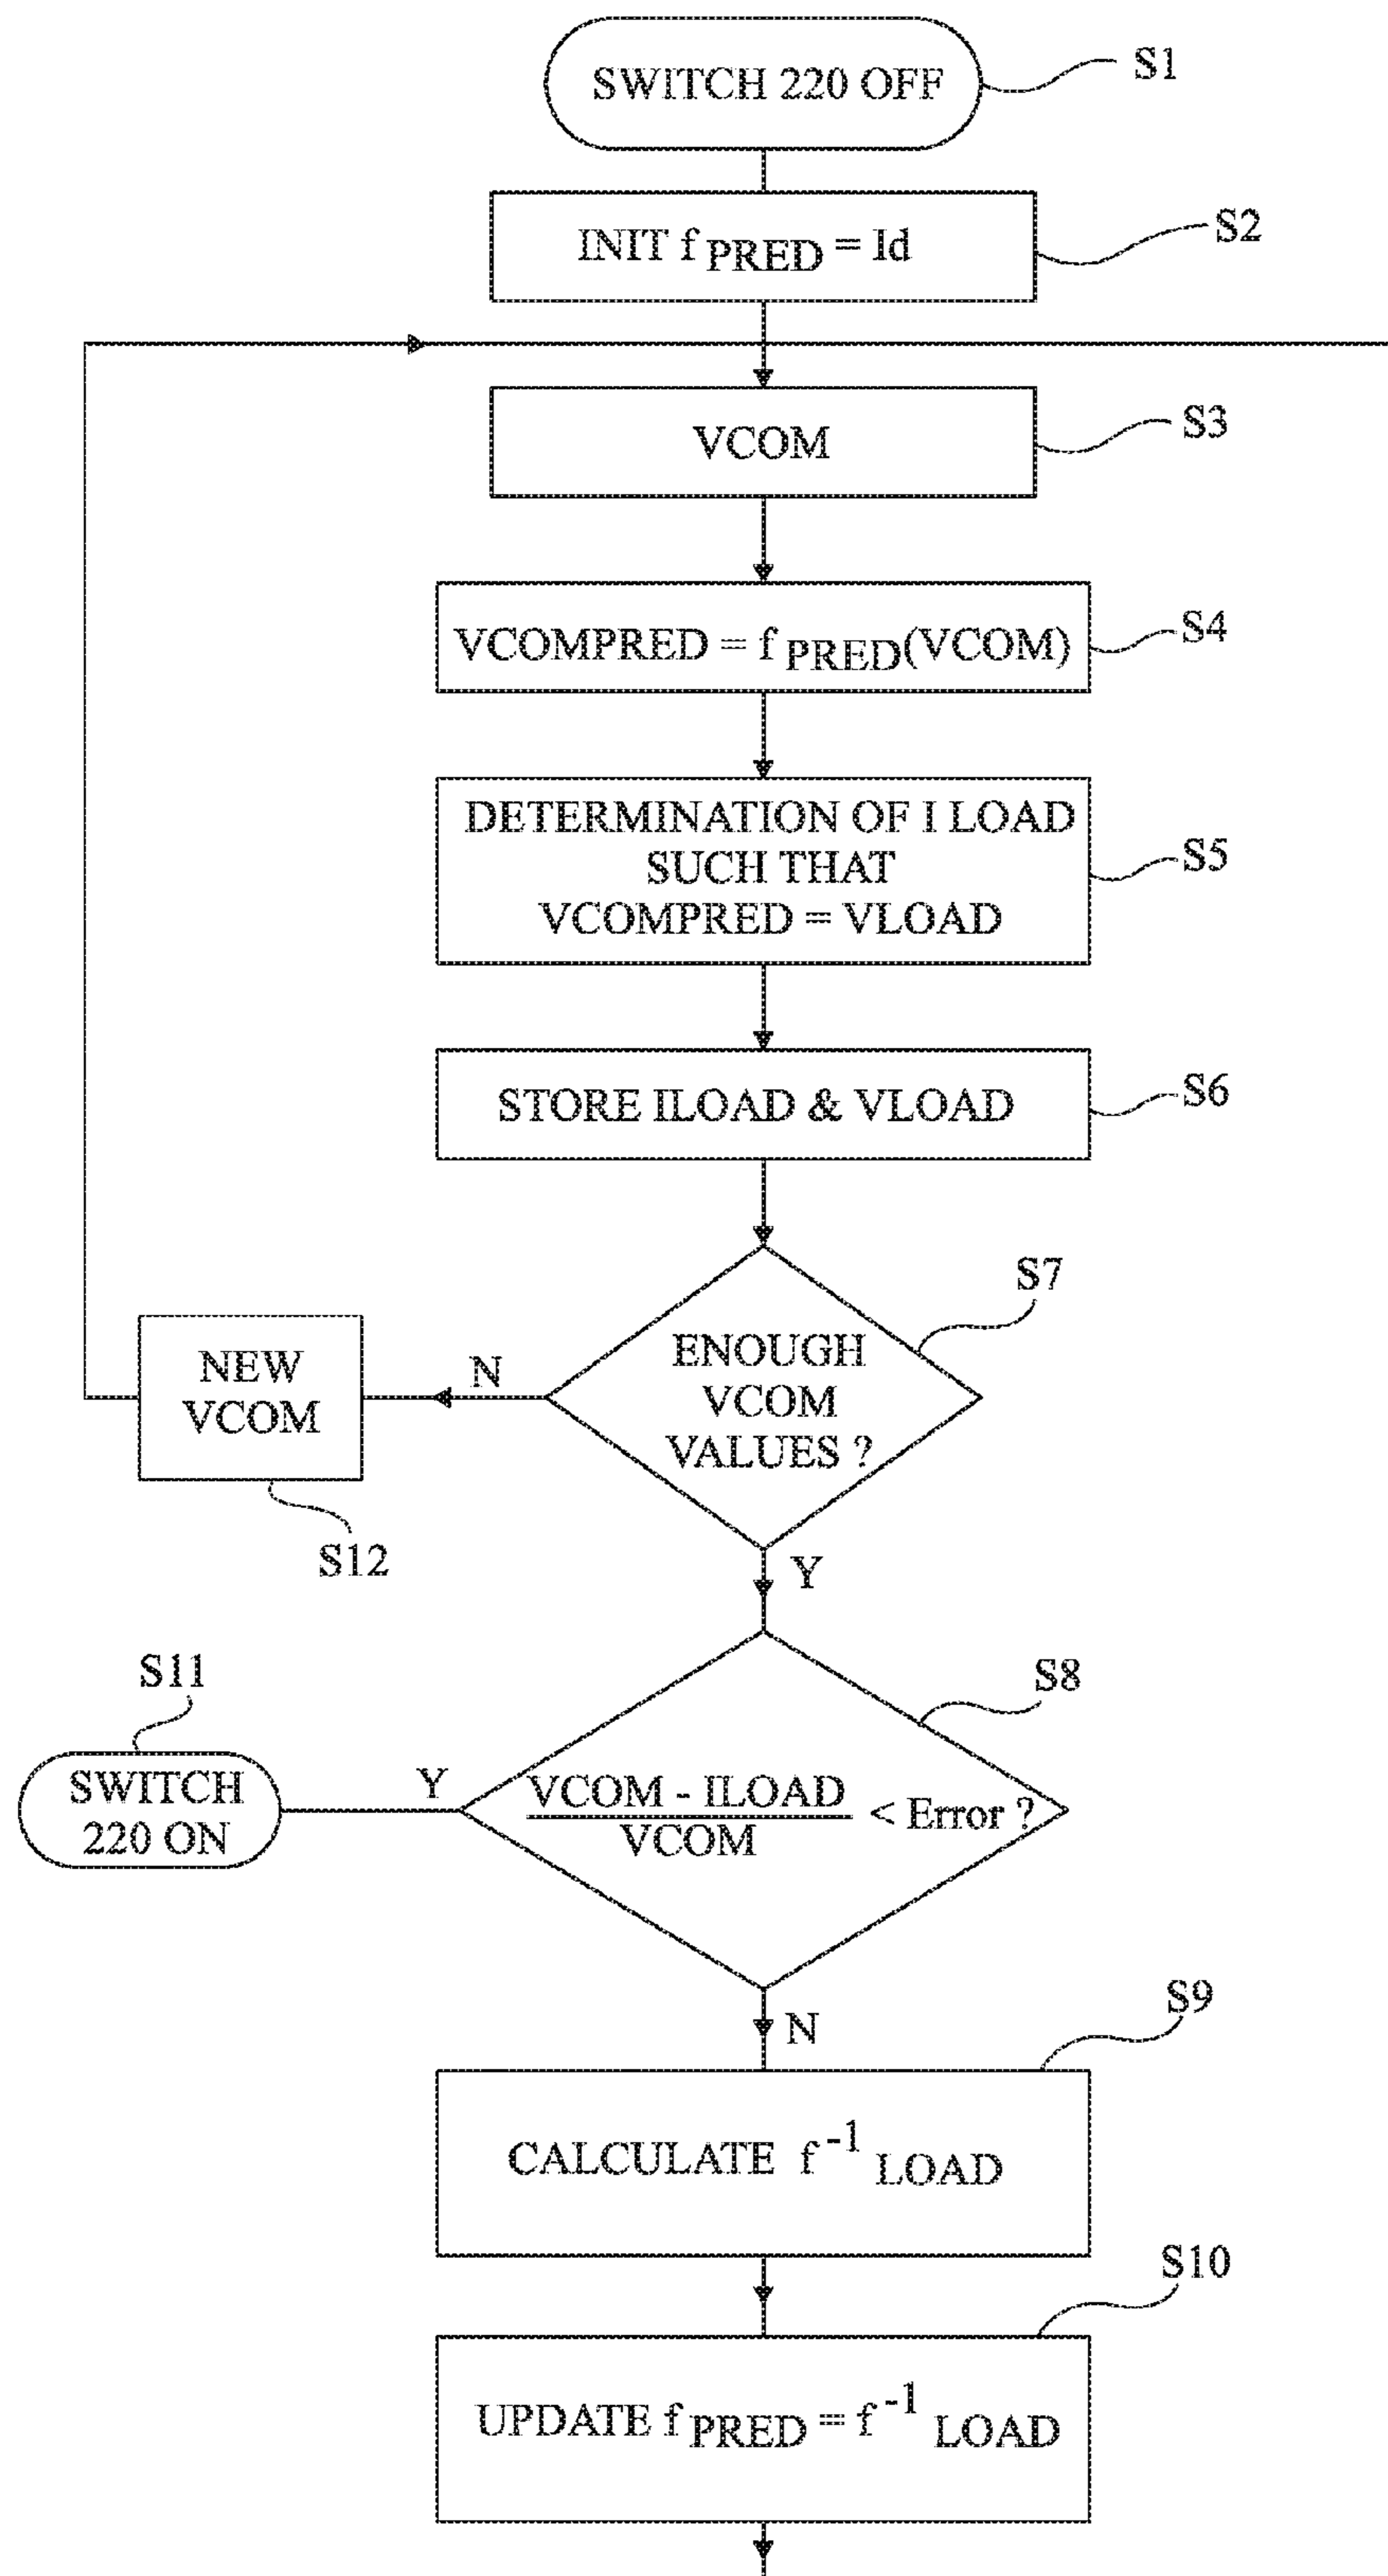 SWITCH 220 OFF
S1
INIT f PRED = Id
S2
VCOM
S3
VCOMPRED = f PRED(VCOM)
S4
DETERMINATION OF I LOAD
SUCH THAT
VCOMPRED = VLOAD
S5
STORE ILOAD & VLOAD
S6
ENOUGH
VCOM
VALUES ?
S7
N
NEW
VCOM
S12
Y
S8
VCOM - ILOAD
VCOM
< Error ?
Y
S11
SWITCH
220 ON
N
S9
CALCULATE f -1 LOAD
S10
UPDATE f PRED = f -1 LOAD